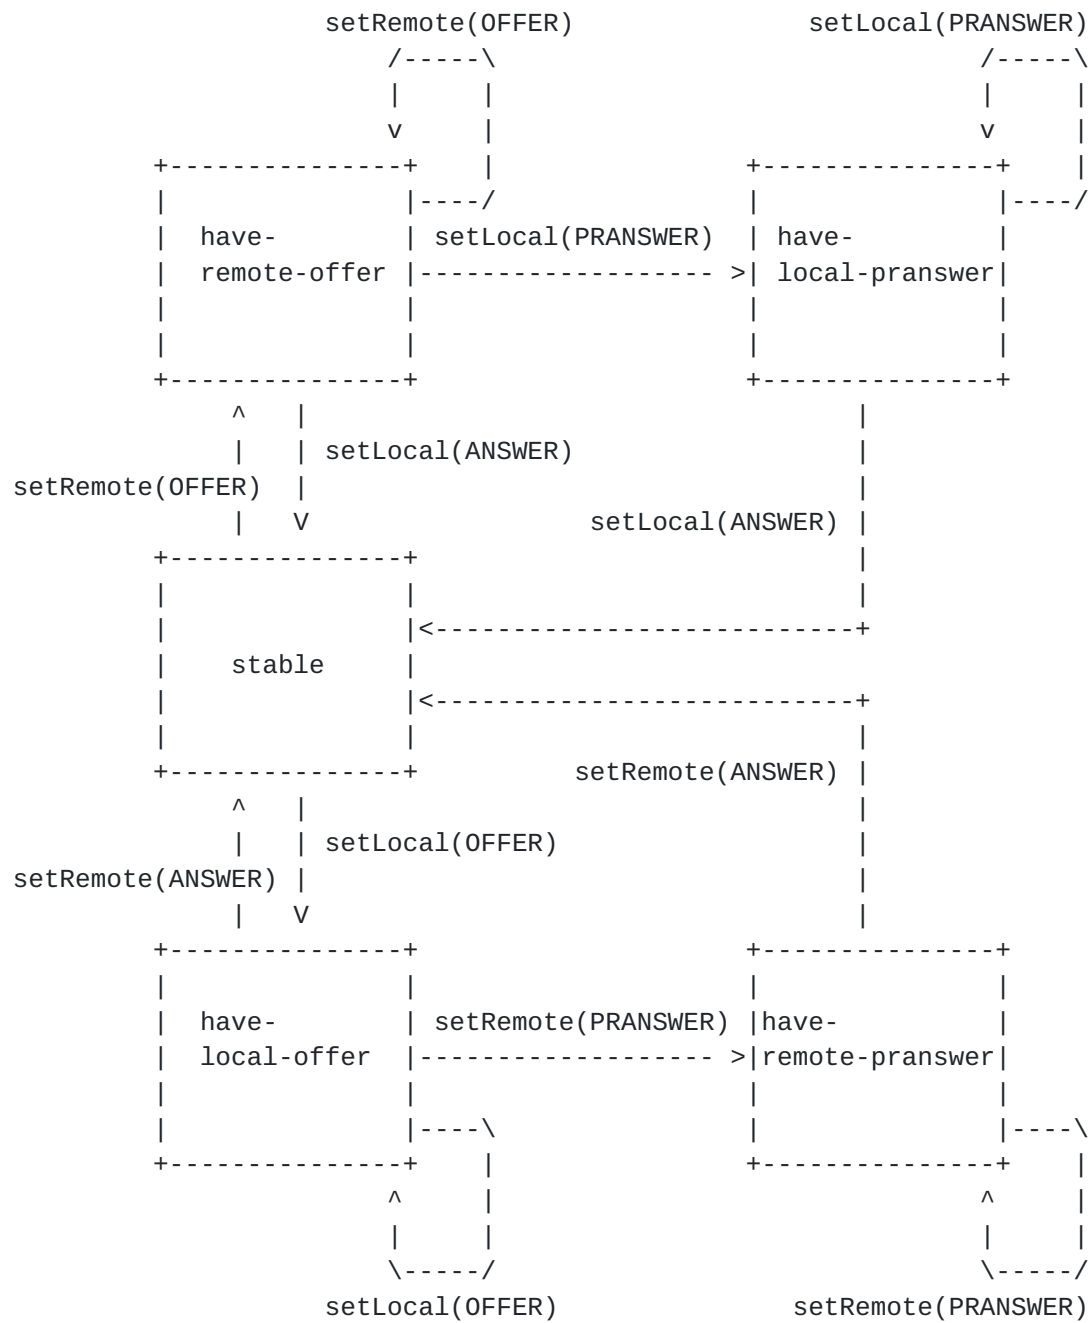 setRemote(OFFER) setLocal(PRANSWER)
have- setLocal(PRANSWER) have-
remote-offer local-pranswer
setLocal(ANSWER)
setRemote(OFFER)
setLocal(ANSWER)
stable
setRemote(ANSWER)
setLocal(OFFER)
setRemote(ANSWER)
have- setRemote(PRANSWER) have-
local-offer remote-pranswer
setLocal(OFFER) setRemote(PRANSWER)